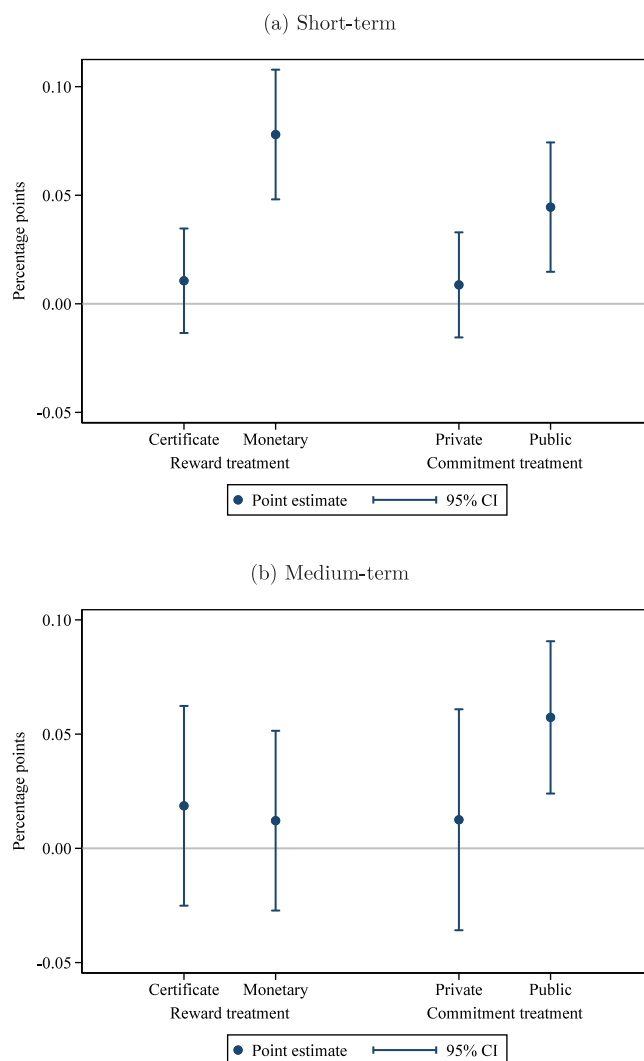 (a) Short-term
0.10
0.05
0.00
-0.05
Percentage points
Certificate Monetary Private Public
Reward treatment Commitment treatment
Point estimate 95% CI
(b) Medium-term
0.10
0.05
0.00
-0.05
Percentage points
Certificate Monetary Private Public
Reward treatment Commitment treatment
Point estimate 95% CI